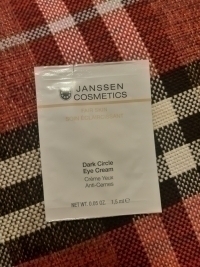 JANSSEN
COSMETICS
Dark Circle
Eye Cream
Crème Yeux
Anti-Cernes
NET WT. 0.05 OZ. 1,5 ml ℮